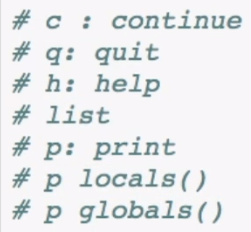 # c : continue
# q: quit
# h: help
# list
# p: print
# p locals()
# p globals()